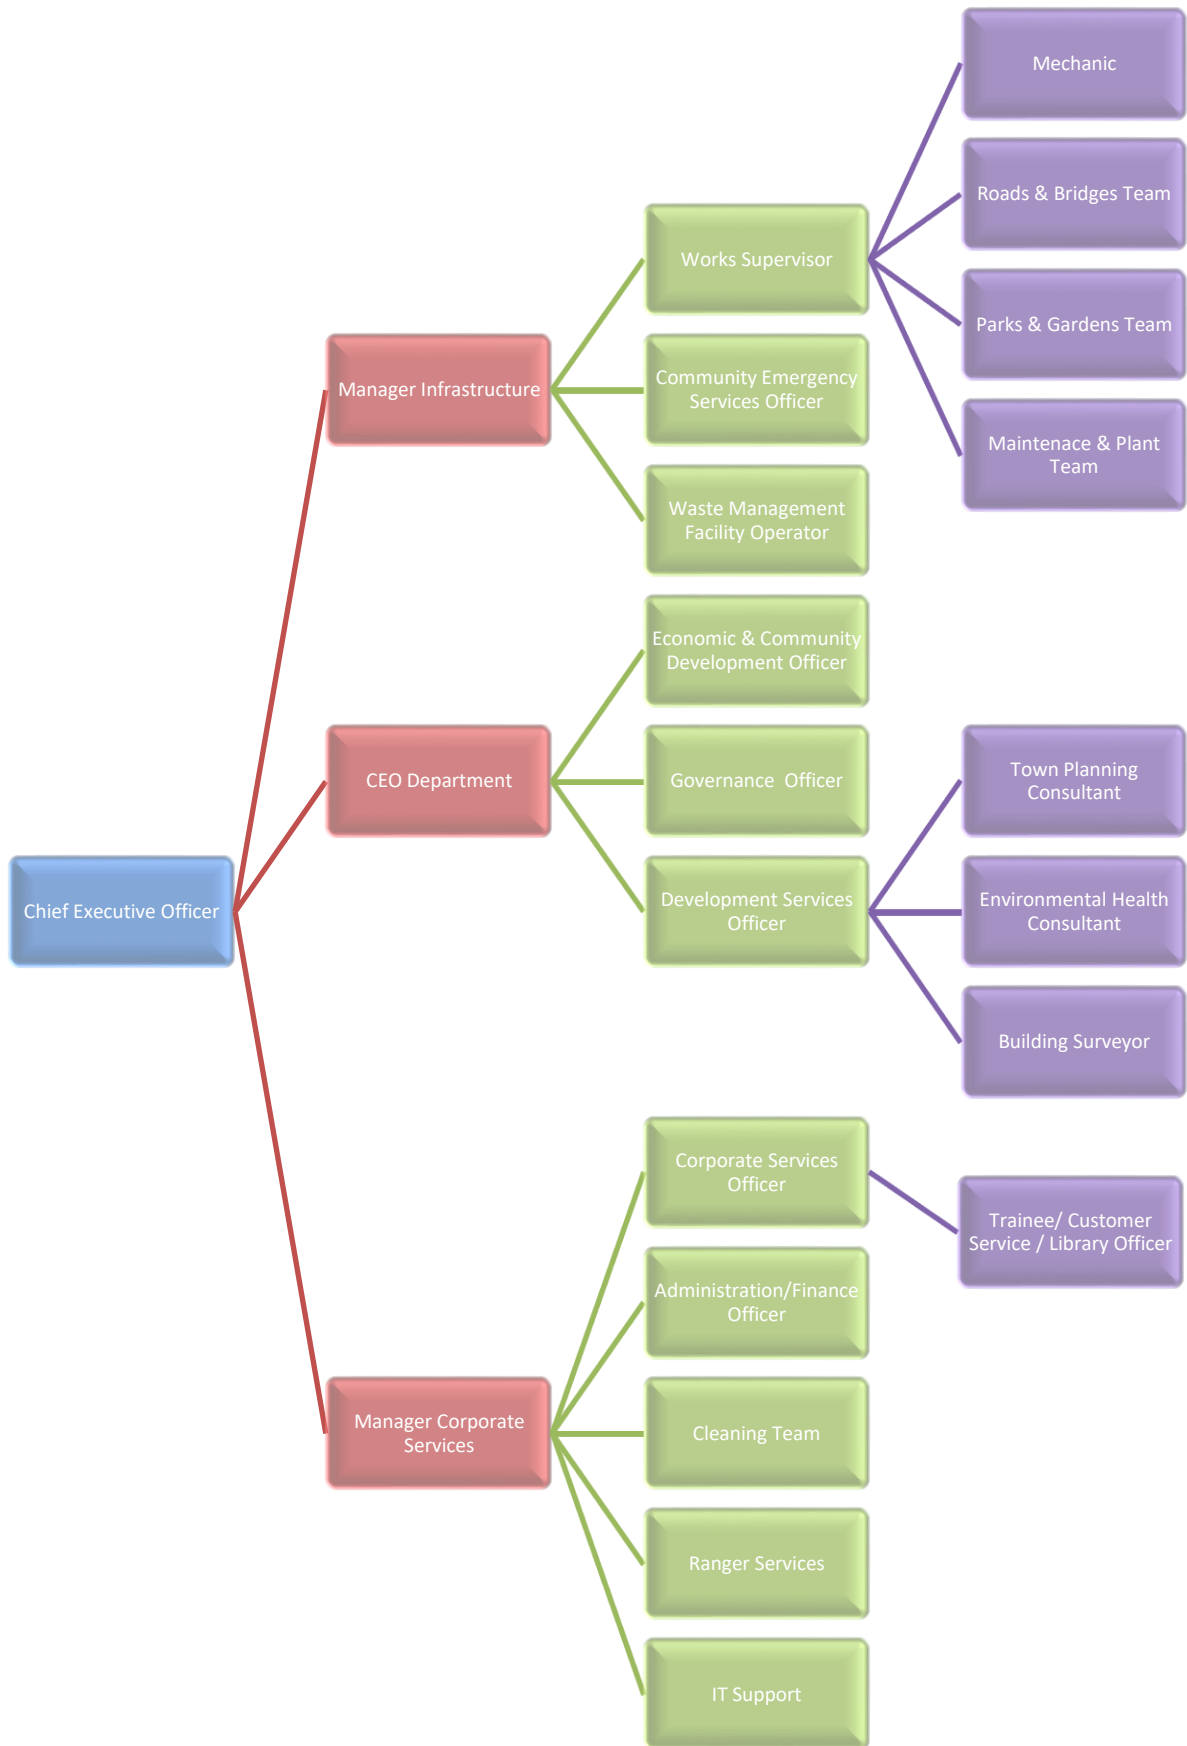 Mechanic
Roads & Bridges Team
Works Supervisor
Parks & Gardens Team
Manager Infrastructure
Community Emergency
Services Officer
Maintenace & Plant
Team
Waste Management
Facility Operator
Economic & Community
Development Officer
CEO Department
Governance  Officer
Town Planning
Consultant
Chief Executive Officer
Development Services
Officer
Environmental Health
Consultant
Building Surveyor
Corporate Services
Officer
Trainee/ Customer
Service / Library Officer
Administration/Finance
Officer
Manager Corporate
Services
Cleaning Team
Ranger Services
IT Support